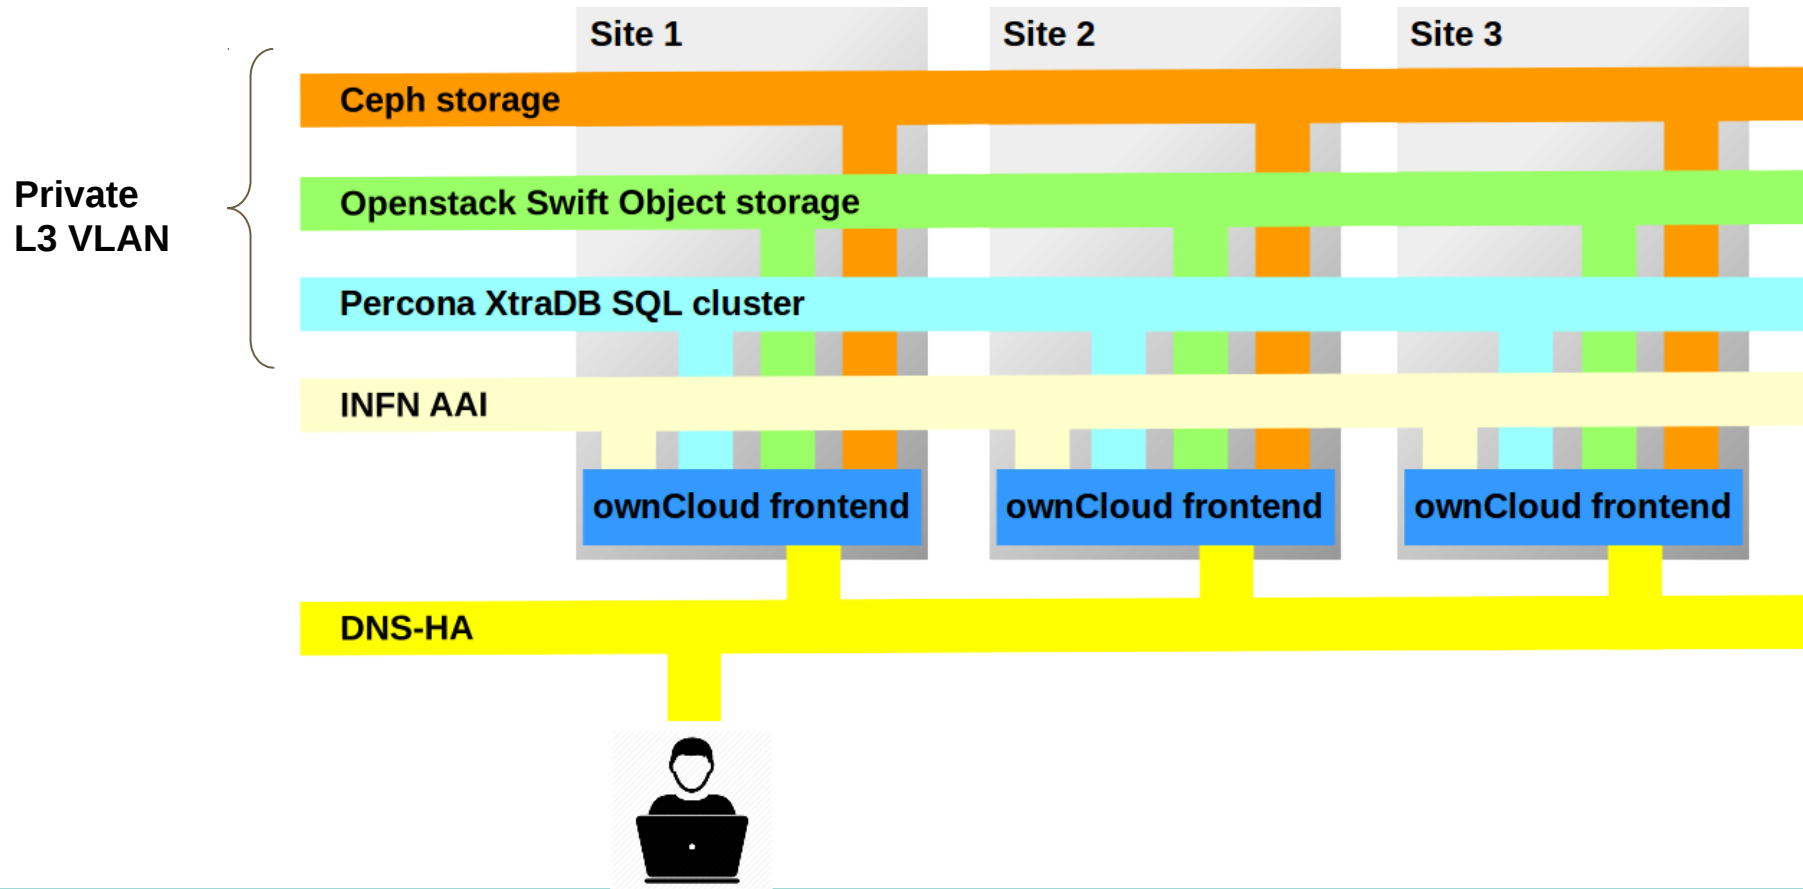 Site 1
Site 2
Site 3
Ceph storage
Private
L3 VLAN
Openstack Swift Object storage
Percona XtraDB SQL cluster
INFN AAI
ownCloud frontend
ownCloud frontend
ownCloud frontend
DNS-HA